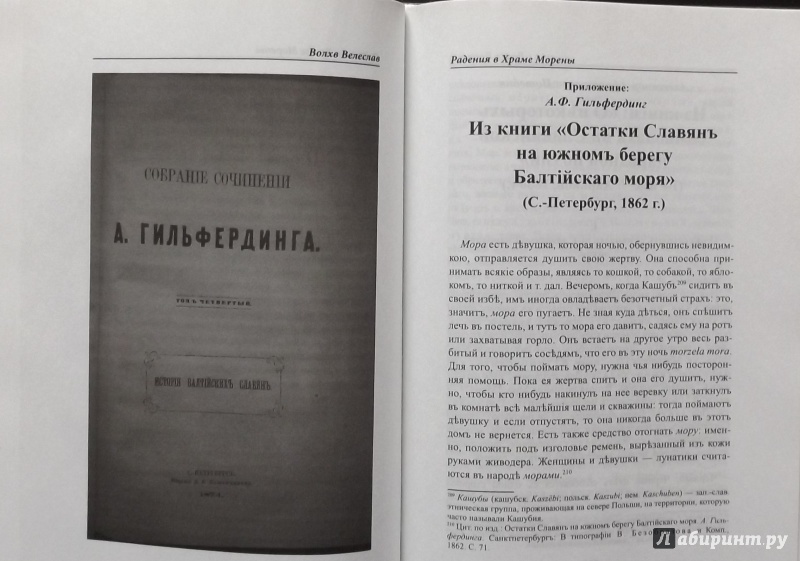 Волхв Велеслав
СОБРАНІЕ СОЧИНЕНІЙ
А. ГИЛЬФЕРДИНГА.
ТОМЪ ЧЕТВЕРТЫЙ.
ИСТОРІЯ БАЛТІЙСКИХЪ СЛАВЯНЪ
Радения в Храме Морены
Приложение:
А.Ф. Гильфердинг
Из книги «Остатки Славянъ
на южномъ берегу
Балтійскаго моря»
(С.-Петербург, 1862 г.)
Мора есть дѣвушка, которая ночью, обернувшись невидим-
кою, отправляется душить свою жертву. Она способна при-
нимать всякіе образы, являясь то кошкой, то собакой, то ябло-
комъ, то ниткой и т. дал. Вечеромъ, когда Кашубъ²⁰⁹ сидитъ въ
своей избѣ, имъ иногда овладѣваетъ безотчетный страхъ: это,
значитъ, мора его пугаетъ. Не зная куда дѣться, онъ спѣшитъ
лечь въ постель, и тутъ то мора его давитъ, садясь ему на ротъ
или захватывая горло. Онъ встаетъ на другое утро весь раз-
битый и говоритъ сосѣдямъ, что его въ эту ночь morzela mora.
Для того, чтобы поймать мору, нужна чья нибудь посторон-
няя помощь. Пока ея жертва спитъ и она его душитъ, нуж-
но, чтобы кто нибудь накинулъ на нее веревку или заткнулъ
въ комнатѣ всѣ малѣйшія щели и скважины: тогда поймаютъ
дѣвушку и если отпустятъ, то она никогда больше въ этотъ
домъ не вернется. Есть также средство отогнать мору: имен-
но, положить подъ изголовье ремень, вырѣзанный изъ кожи
руками живодера. Женщины и дѣвушки — лунатики счита-
ются въ народѣ морами.²¹⁰
²⁰⁹ Кашубы (кашубск. Kaszëbi; польск. Kaszubi, нем. Kaschuben) — зап.-слав.
этническая группа, проживающая на севере Польши, на территории, которую
часто называли Кашубия.
²¹⁰ Цит. по изд.: Остатки Славянъ на южномъ берегу Балтійскаго моря. А. Гиль-
фердинга. Санктпетербургъ: В типографіи В. Безобразова и Комп.,
1862. С. 71.
Лабиринт.ру